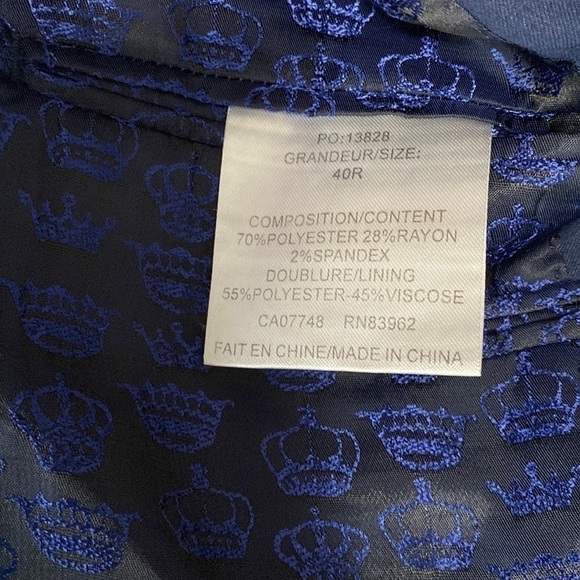 PO:13828
GRANDEUR/SIZE:
40R
COMPOSITION/CONTENT
70%POLYESTER 28%RAYON
2%SPANDEX
DOUBLURE/LINING
55%POLYESTER-45%VISCOSE
CA07748 RN83962
FAIT EN CHINE/MADE IN CHINA